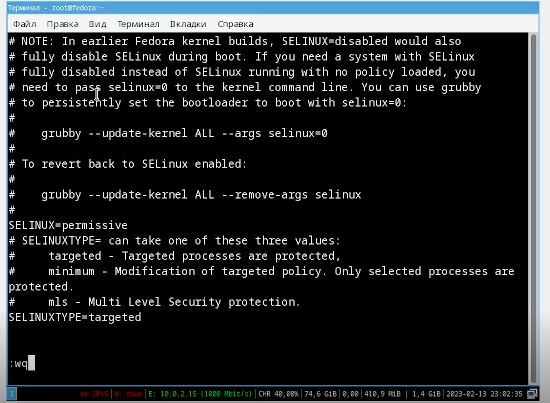 Терминал - root@fedora:~
Файл Правка Вид Терминал Вкладки Справка
# NOTE: In earlier Fedora kernel builds, SELINUX=disabled would also
# fully disable SELinux during boot. If you need a system with SELinux
# fully disabled instead of SELinux running with no policy loaded, you
# need to pass selinux=0 to the kernel command line. You can use grubby
# to persistently set the bootloader to boot with selinux=0:
#
#    grubby --update-kernel ALL --args selinux=0
#
# To revert back to SELinux enabled:
#
#    grubby --update-kernel ALL --remove-args selinux
#
SELINUX=permissive
# SELINUXTYPE= can take one of these three values:
#     targeted - Targeted processes are protected,
#     minimum - Modification of targeted policy. Only selected processes are
protected.
#     mls - Multi Level Security protection.
SELINUXTYPE=targeted
:wq
1 no IPv6|W: down|E: 10.0.2.15 (1000 Mbit/s)|CHR 40,00%|74,6 GiB|0,00|410,9 MiB | 1,4 GiB|2023-02-13 23:02:35